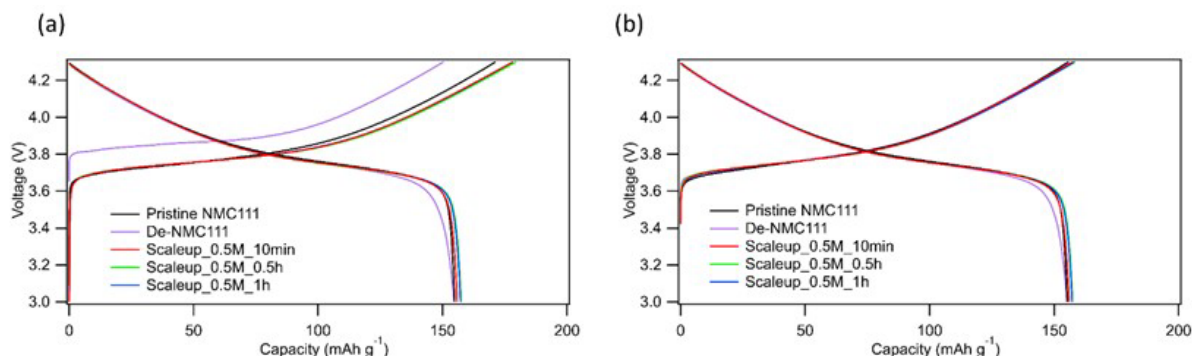 (a)
4.2
4.0
3.8
3.6
3.4
3.2
3.0
Voltage (V)
Pristine NMC111
De-NMC111
Scaleup_0.5M_10min
Scaleup_0.5M_0.5h
Scaleup_0.5M_1h
0 50 100 150 200
Capacity (mAh g⁻¹)
(b)
4.2
4.0
3.8
3.6
3.4
3.2
3.0
Voltage (V)
Pristine NMC111
De-NMC111
Scaleup_0.5M_10min
Scaleup_0.5M_0.5h
Scaleup_0.5M_1h
0 50 100 150 200
Capacity (mAh g⁻¹)